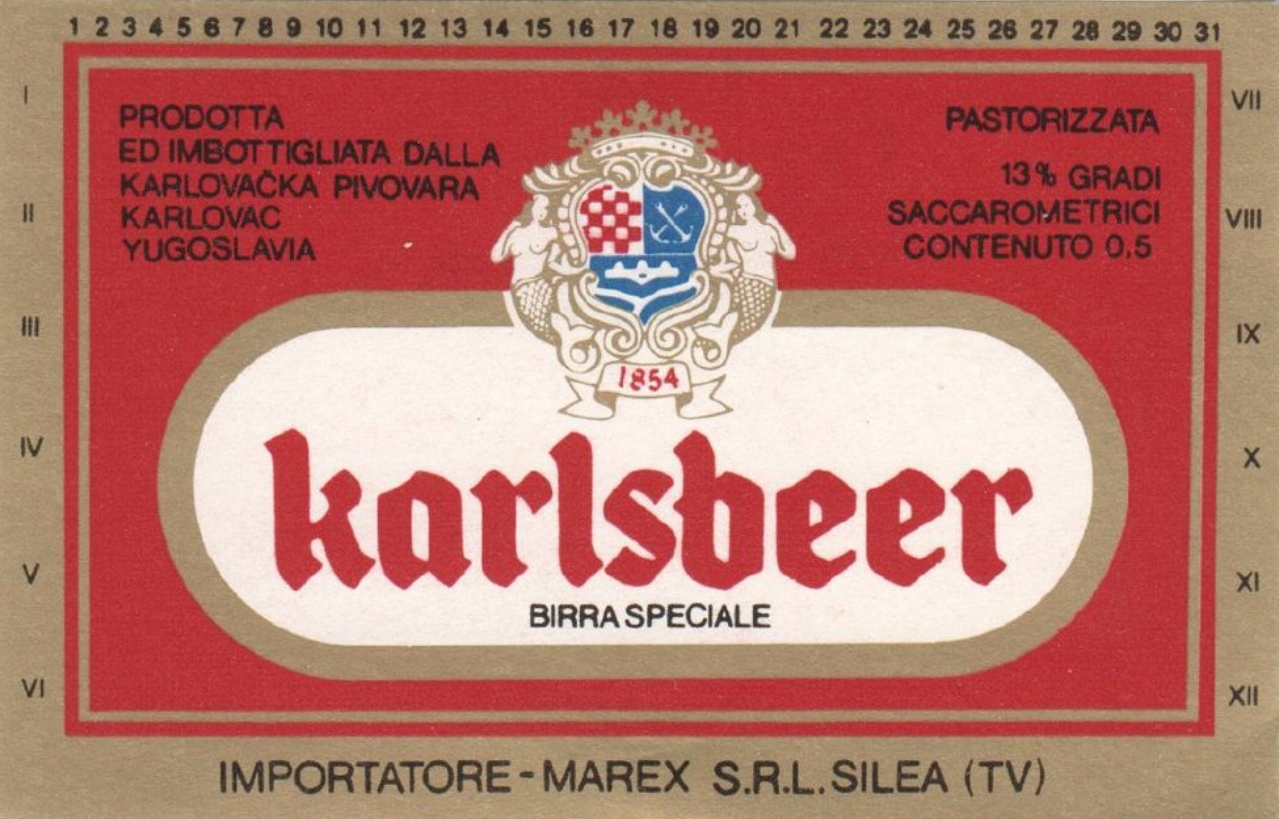 1 2 3 4 5 6 7 8 9 10 11 12 13 14 15 16 17 18 19 20 21 22 23 24 25 26 27 28 29 30 31
I
II
III
IV
V
VI
PRODOTTA
ED IMBOTTIGLIATA DALLA
KARLOVAČKA PIVOVARA
KARLOVAC
YUGOSLAVIA
PASTORIZZATA
13% GRADI
SACCAROMETRICI
CONTENUTO 0.5
1854
karlsbeer
BIRRA SPECIALE
VII
VIII
IX
X
XI
XII
IMPORTATORE - MAREX S.R.L. SILEA (TV)